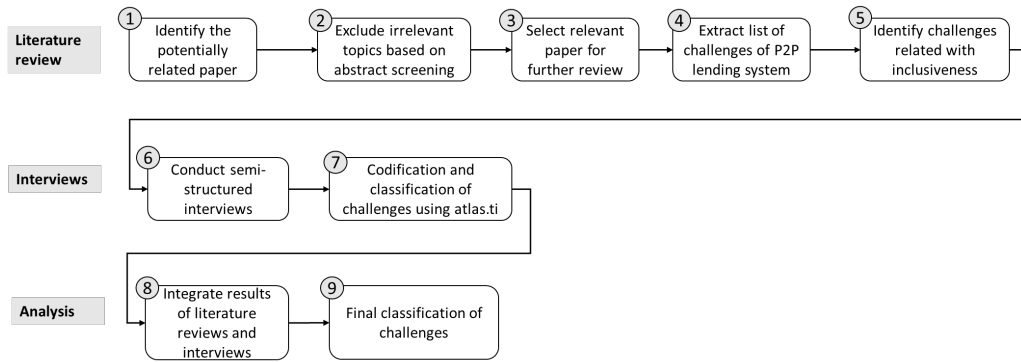 Literature
review
1
Identify the
potentially
related paper
2
Exclude irrelevant
topics based on
abstract screening
3
Select relevant
paper for
further review
4
Extract list of
challenges of P2P
lending system
5
Identify challenges
related with
inclusiveness
Interviews
6
Conduct semi-
structured
interviews
7
Codification and
classification of
challenges using atlas.ti
Analysis
8
Integrate results
of literature
reviews and
interviews
9
Final classification of
challenges